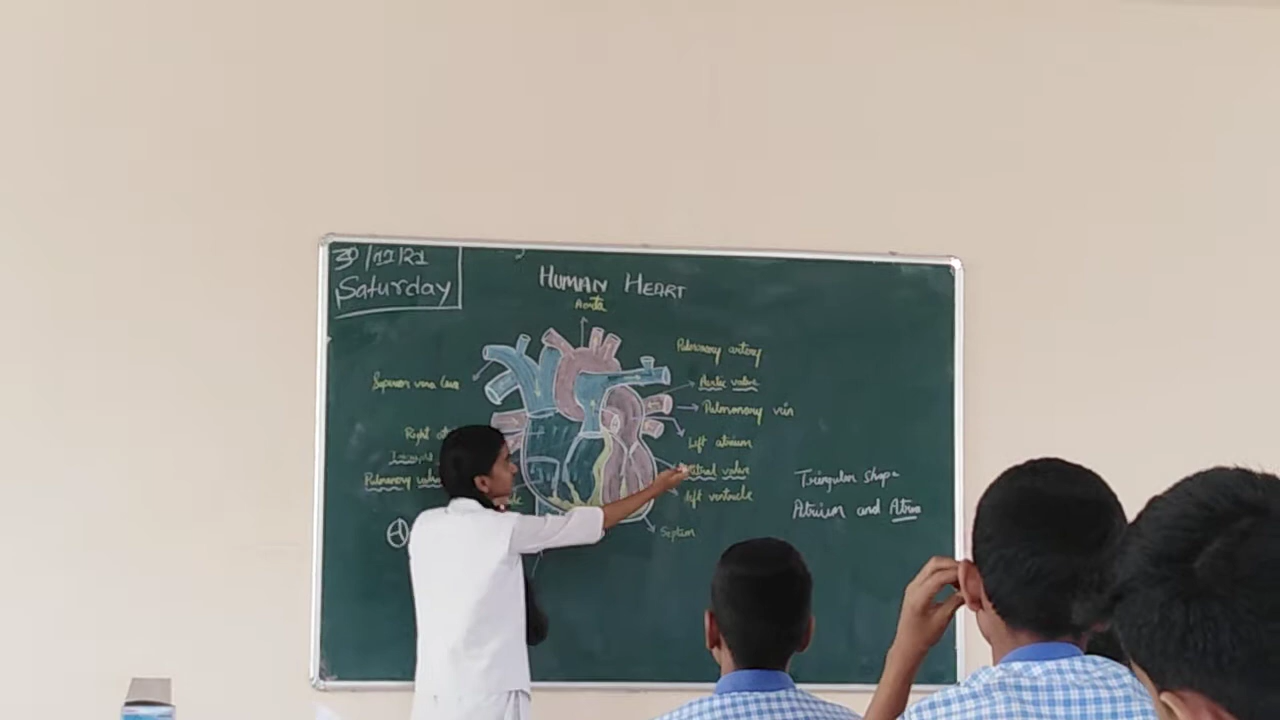 30/11/21
Saturday
HUMAN HEART
Aorta
Pulmonary artery
Superior vena Cava
Aortic valve
Pulmonary vein
Right
Left atrium
Mitral valve
Pulmonary
left ventricle
Septum
Triangular shape
Atrium and Atria